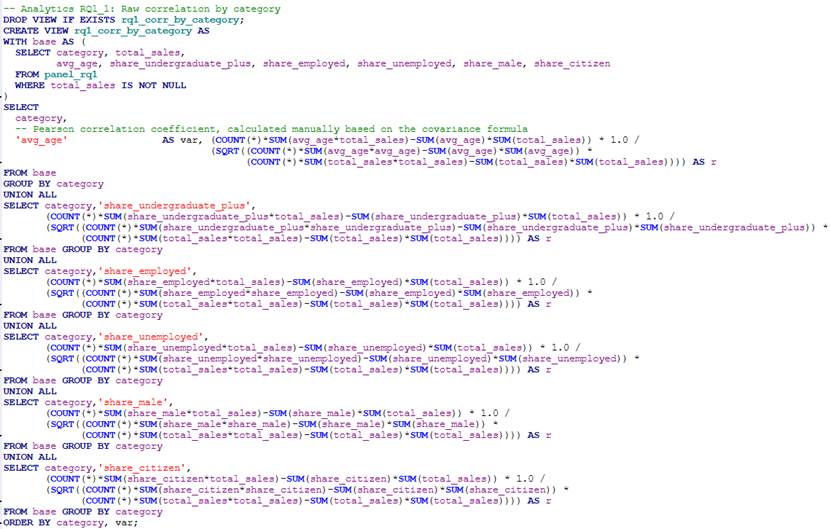 -- Analytics RQ1_1: Raw correlation by category
DROP VIEW IF EXISTS rq1_corr_by_category;
CREATE VIEW rq1_corr_by_category AS
WITH base AS (
SELECT category, total_sales,
avg_age, share_undergraduate_plus, share_employed, share_unemployed, share_male, share_citizen
FROM panel_rq1
WHERE total_sales IS NOT NULL
)
SELECT
category,
-- Pearson correlation coefficient, calculated manually based on the covariance formula
'avg_age' AS var, (COUNT(*)*SUM(avg_age*total_sales)-SUM(avg_age)*SUM(total_sales)) * 1.0 /
(SQRT((COUNT(*)*SUM(avg_age*avg_age)-SUM(avg_age)*SUM(avg_age)) *
(COUNT(*)*SUM(total_sales*total_sales)-SUM(total_sales)*SUM(total_sales)))) AS r
FROM base
GROUP BY category
UNION ALL
SELECT category,'share_undergraduate_plus',
(COUNT(*)*SUM(share_undergraduate_plus*total_sales)-SUM(share_undergraduate_plus)*SUM(total_sales)) * 1.0 /
(SQRT((COUNT(*)*SUM(share_undergraduate_plus*share_undergraduate_plus)-SUM(share_undergraduate_plus)*SUM(share_undergraduate_plus)) *
(COUNT(*)*SUM(total_sales*total_sales)-SUM(total_sales)*SUM(total_sales)))) AS r
FROM base GROUP BY category
UNION ALL
SELECT category,'share_employed',
(COUNT(*)*SUM(share_employed*total_sales)-SUM(share_employed)*SUM(total_sales)) * 1.0 /
(SQRT((COUNT(*)*SUM(share_employed*share_employed)-SUM(share_employed)*SUM(share_employed)) *
(COUNT(*)*SUM(total_sales*total_sales)-SUM(total_sales)*SUM(total_sales)))) AS r
FROM base GROUP BY category
UNION ALL
SELECT category,'share_unemployed',
(COUNT(*)*SUM(share_unemployed*total_sales)-SUM(share_unemployed)*SUM(total_sales)) * 1.0 /
(SQRT((COUNT(*)*SUM(share_unemployed*share_unemployed)-SUM(share_unemployed)*SUM(share_unemployed)) *
(COUNT(*)*SUM(total_sales*total_sales)-SUM(total_sales)*SUM(total_sales)))) AS r
FROM base GROUP BY category
UNION ALL
SELECT category,'share_male',
(COUNT(*)*SUM(share_male*total_sales)-SUM(share_male)*SUM(total_sales)) * 1.0 /
(SQRT((COUNT(*)*SUM(share_male*share_male)-SUM(share_male)*SUM(share_male)) *
(COUNT(*)*SUM(total_sales*total_sales)-SUM(total_sales)*SUM(total_sales)))) AS r
FROM base GROUP BY category
UNION ALL
SELECT category,'share_citizen',
(COUNT(*)*SUM(share_citizen*total_sales)-SUM(share_citizen)*SUM(total_sales)) * 1.0 /
(SQRT((COUNT(*)*SUM(share_citizen*share_citizen)-SUM(share_citizen)*SUM(share_citizen)) *
(COUNT(*)*SUM(total_sales*total_sales)-SUM(total_sales)*SUM(total_sales)))) AS r
FROM base GROUP BY category
ORDER BY category, var;